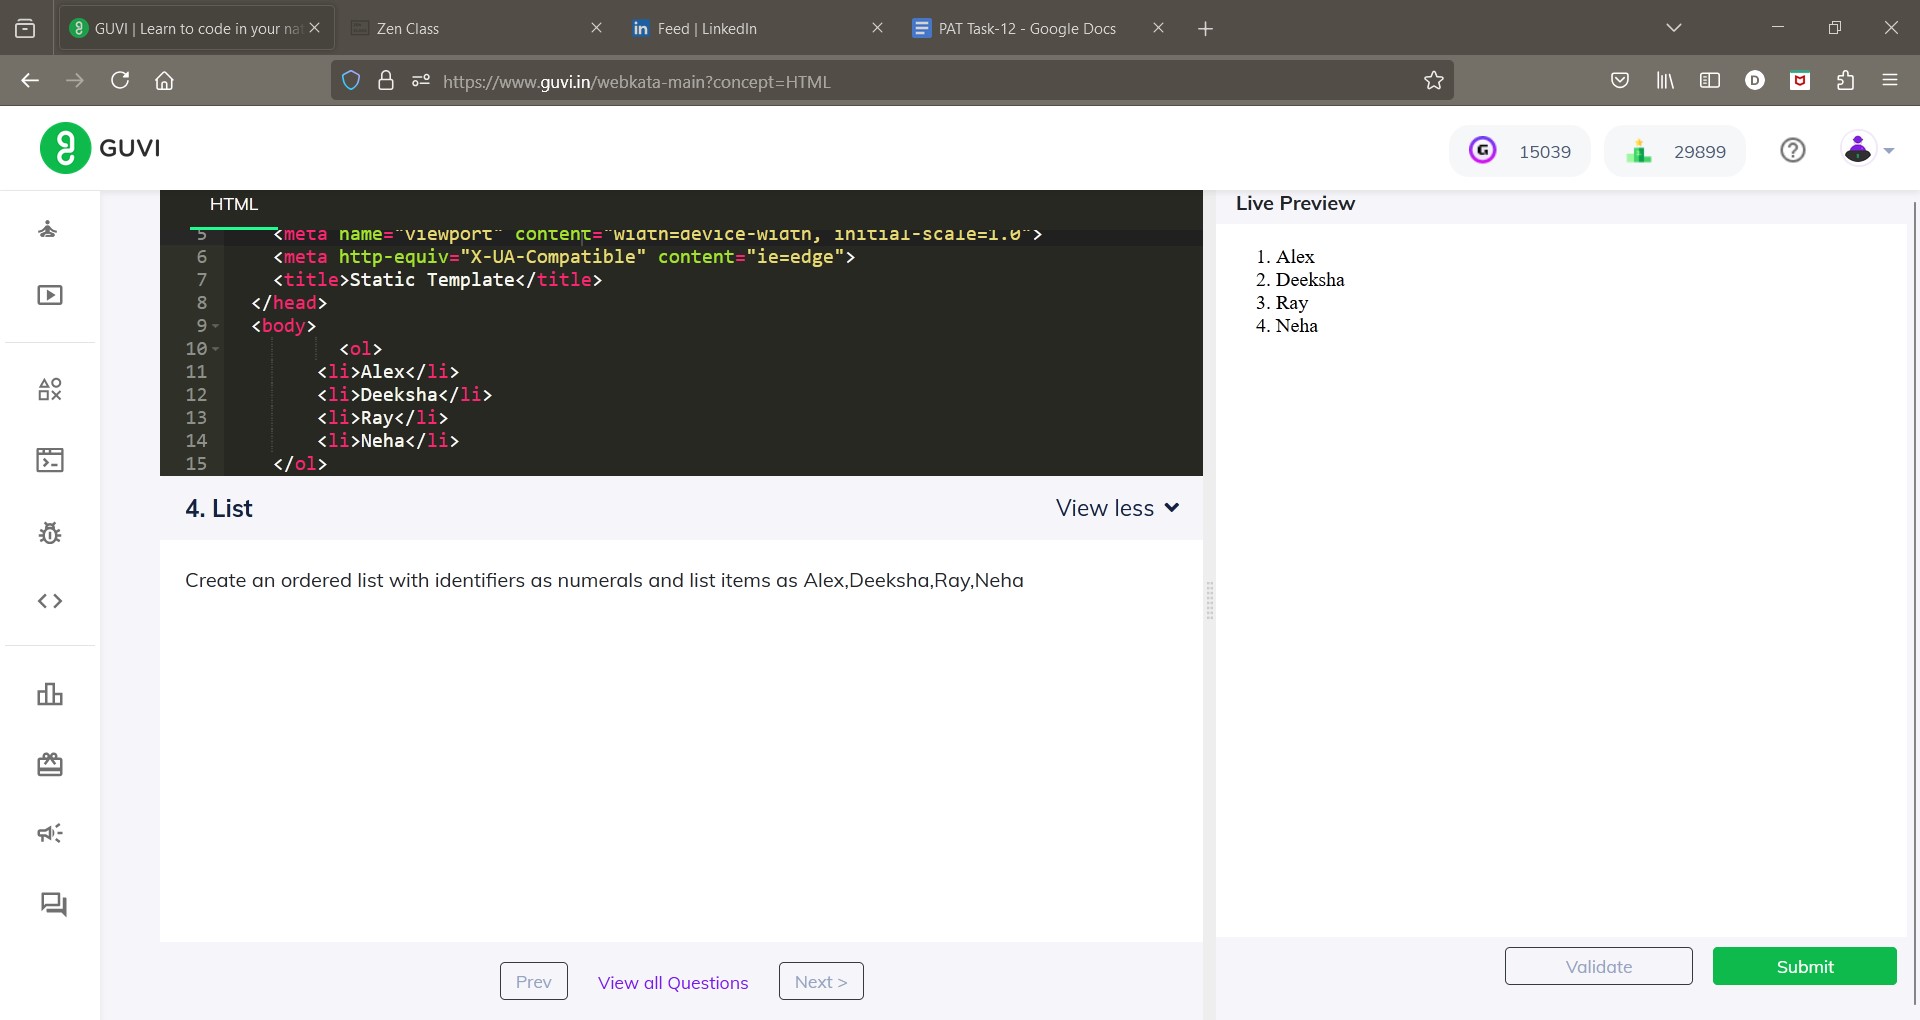 GUVI | Learn to code in your nat
Zen Class
in Feed | LinkedIn
PAT Task-12 - Google Docs
https://www.guvi.in/webkata-main?concept=HTML
D
GUVI
G 15039
29899
HTML
5 <meta name="viewport" content="width=device-width, initial-scale=1.0">
6 <meta http-equiv="X-UA-Compatible" content="ie=edge">
7 <title>Static Template</title>
8 </head>
9 <body>
10 <ol>
11 <li>Alex</li>
12 <li>Deeksha</li>
13 <li>Ray</li>
14 <li>Neha</li>
15 </ol>
4. List
View less
Create an ordered list with identifiers as numerals and list items as Alex,Deeksha,Ray,Neha
Prev
View all Questions
Next >
Live Preview
1. Alex
2. Deeksha
3. Ray
4. Neha
Validate
Submit